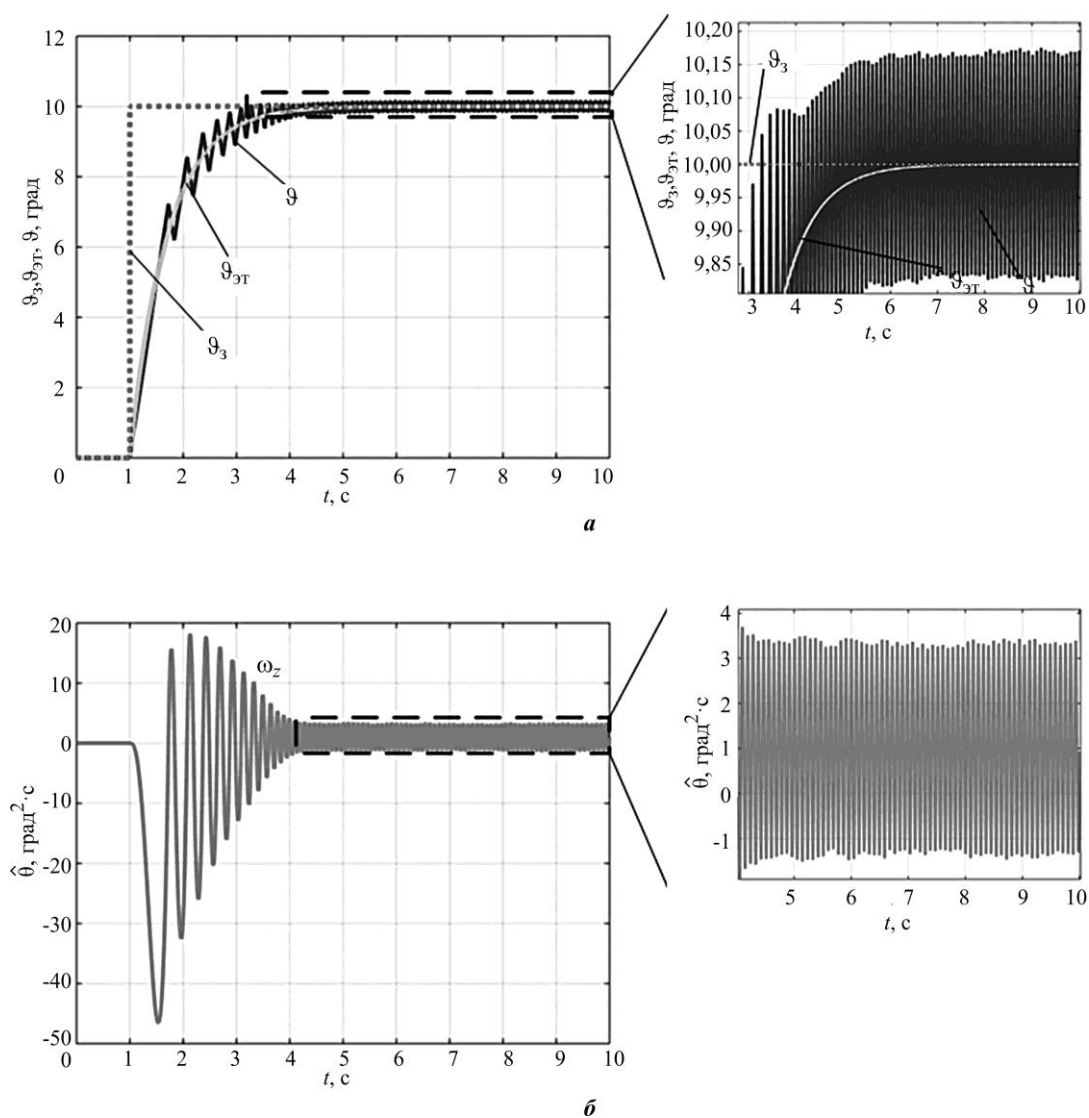 12
10
8
6
4
2
0
ϑз,ϑэт, ϑ, град
ϑ
ϑэт
ϑз
1 2 3 4 5 6 7 8 9 10
t, с
10,20
10,15
10,10
10,05
10,00
9,95
9,90
9,85
ϑз,ϑэт, ϑ, град
ϑз
ϑэт
ϑ
3 4 5 6 7 8 9 10
t, с
а
20
10
0
-10
-20
-30
-40
-50
θ̂, град²·с
ωz
0 1 2 3 4 5 6 7 8 9 10
t, с
4
3
2
1
0
-1
θ̂, град²·с
5 6 7 8 9 10
t, с
б